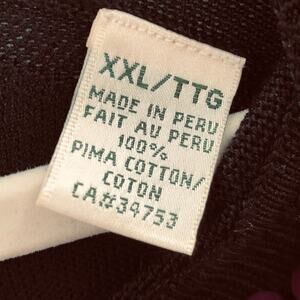 XXL/TTG
MADE IN PERU
FAIT AU PERU
100%
PIMA COTTON/
COTON
CA#34753